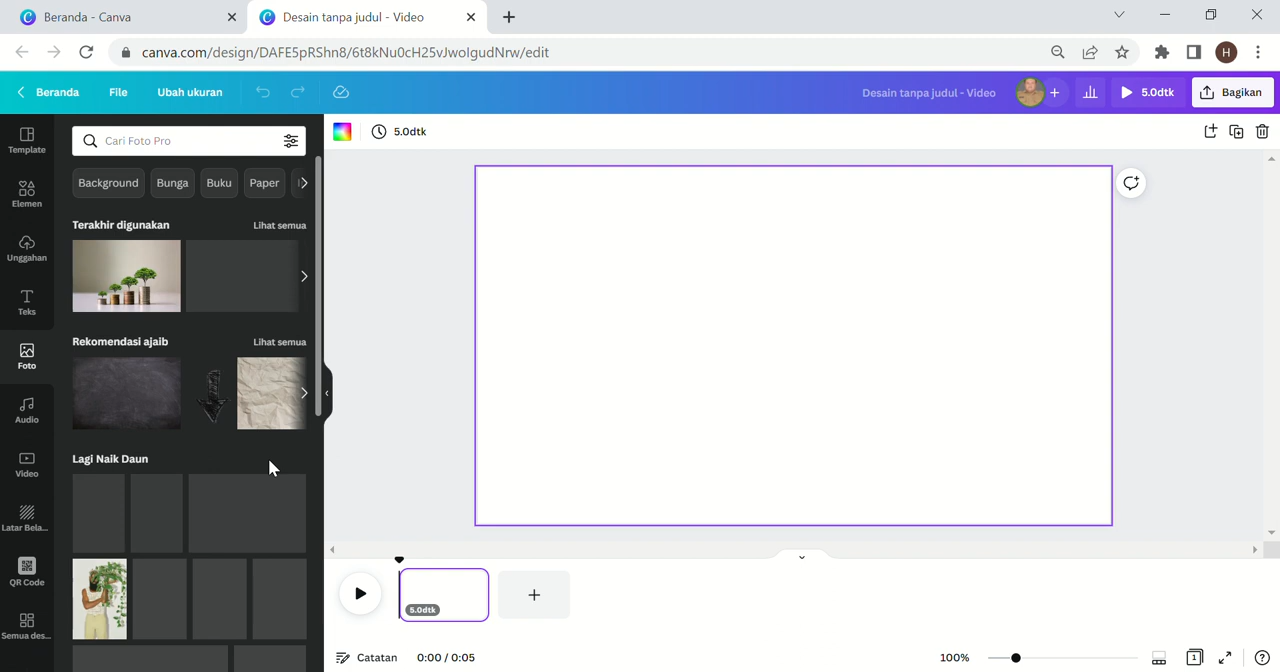 Beranda - Canva
Desain tanpa judul - Video
canva.com/design/DAFE5pRShn8/6t8kNu0cH25vJwolgudNrw/edit
H
Beranda
File
Ubah ukuran
Desain tanpa judul - Video
5.0dtk
Bagikan
Template
Elemen
Unggahan
Teks
Foto
Audio
Video
Latar Bela...
QR Code
Semua des...
Cari Foto Pro
Background
Bunga
Buku
Paper
Terakhir digunakan
Lihat semua
Rekomendasi ajaib
Lihat semua
Lagi Naik Daun
5.0dtk
5.0dtk
Catatan
0:00 / 0:05
100%
1